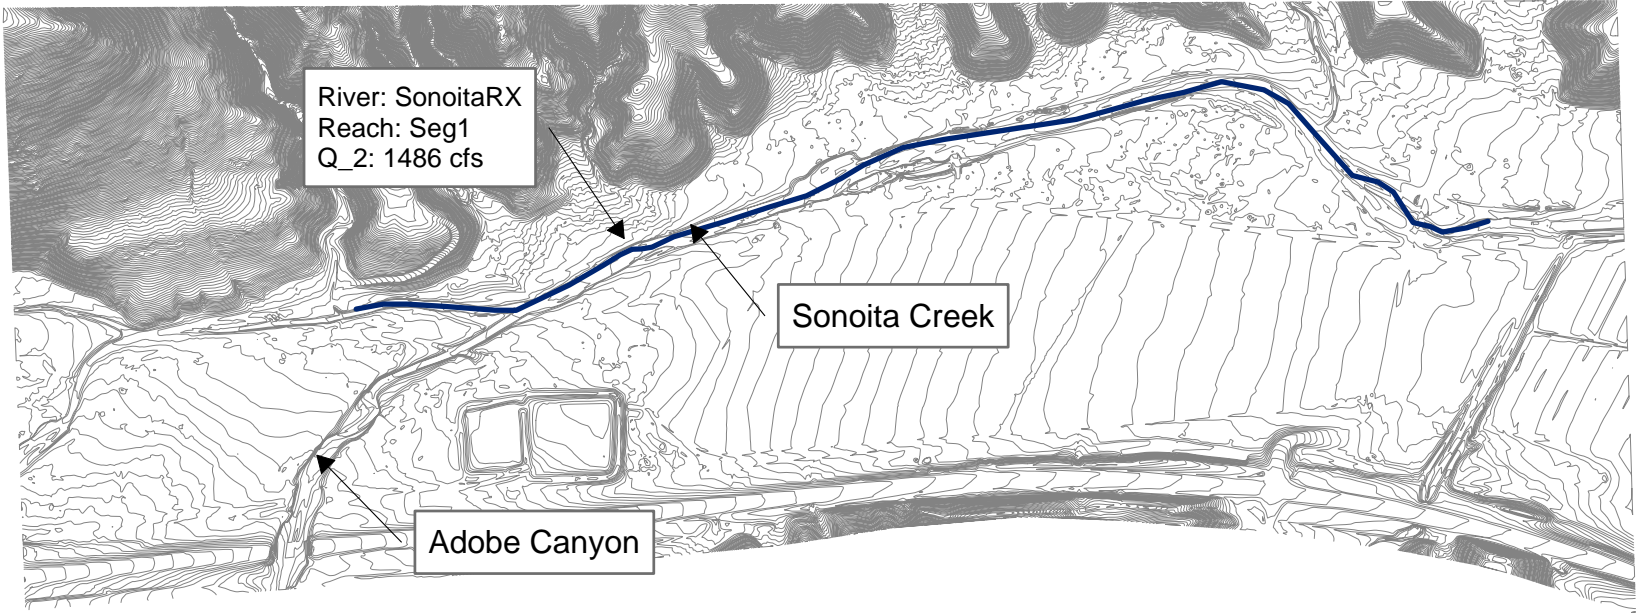 River: SonoitaRX
Reach: Seg1
Q_2: 1486 cfs
Sonoita Creek
Adobe Canyon